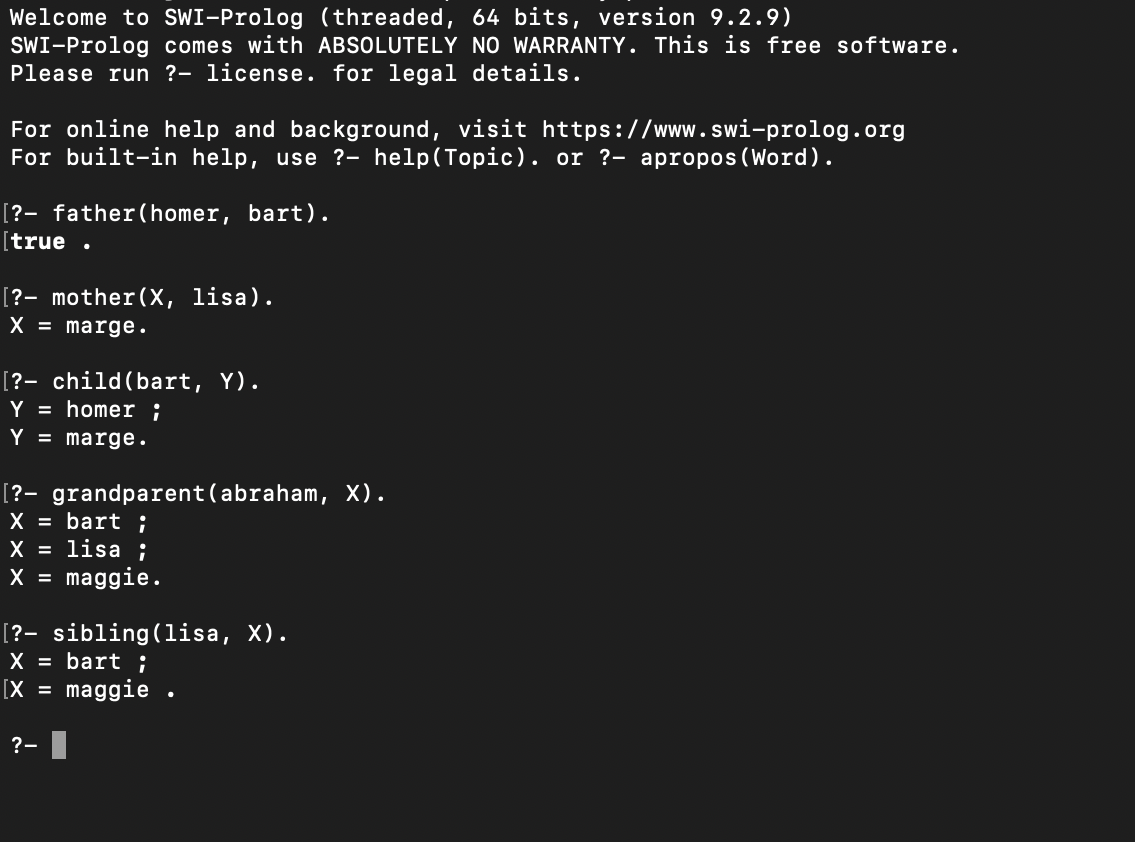 Welcome to SWI-Prolog (threaded, 64 bits, version 9.2.9)
SWI-Prolog comes with ABSOLUTELY NO WARRANTY. This is free software.
Please run ?- license. for legal details.

For online help and background, visit https://www.swi-prolog.org
For built-in help, use ?- help(Topic). or ?- apropos(Word).

[?- father(homer, bart).
[true .

[?- mother(X, lisa).
X = marge.

[?- child(bart, Y).
Y = homer ;
Y = marge.

[?- grandparent(abraham, X).
X = bart ;
X = lisa ;
X = maggie.

[?- sibling(lisa, X).
X = bart ;
[X = maggie .

?-